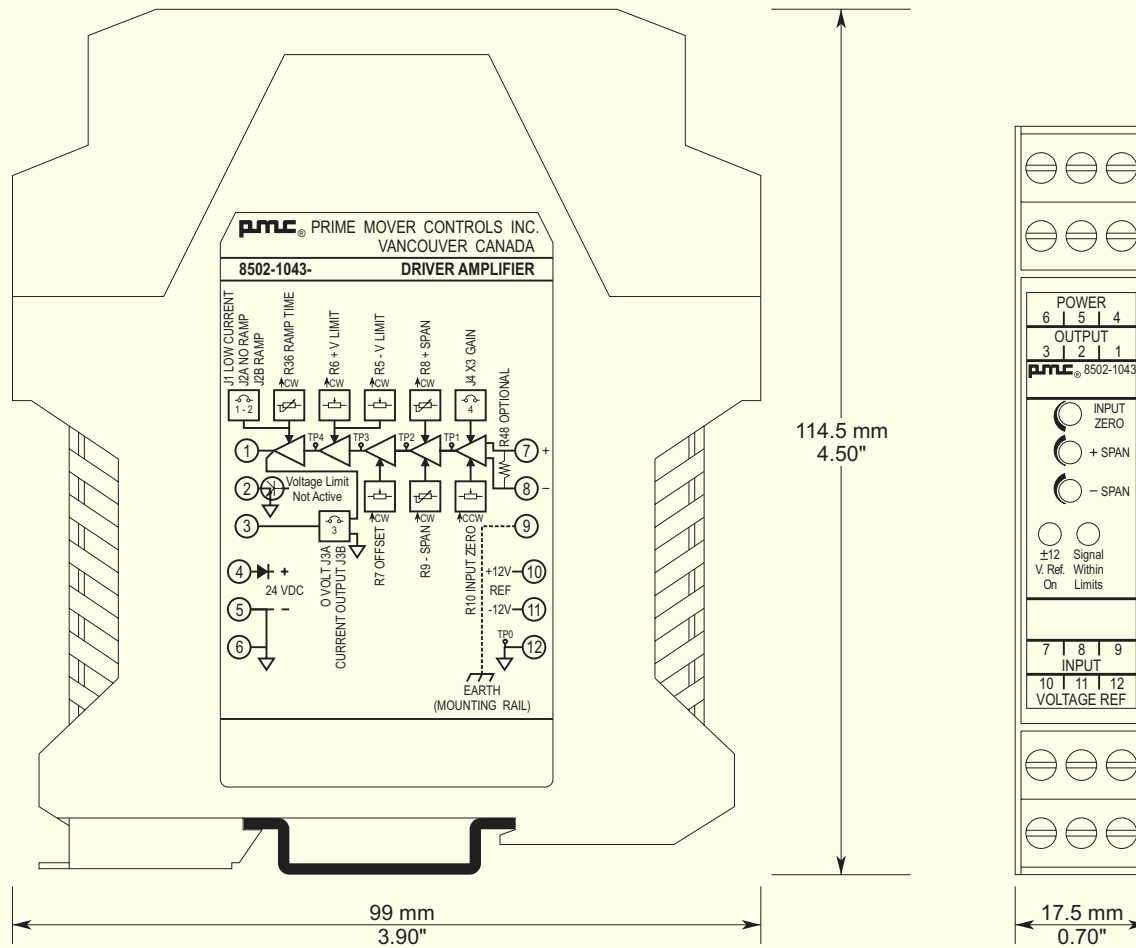 pmc® PRIME MOVER CONTROLS INC.
VANCOUVER CANADA
8502-1043- DRIVER AMPLIFIER
J1 LOW CURRENT
J2A NO RAMP
J2B RAMP
R36 RAMP TIME
R6 + V LIMIT
R5 - V LIMIT
R8 + SPAN
J4 X3 GAIN
CW
CW
CW
CW
1 - 2
4
R48 OPTIONAL
1
TP4
TP3
TP2
TP1
7 +
2
Voltage Limit
Not Active
8 −
3
3
CW
CW
CCW
9
O VOLT J3A
CURRENT OUTPUT J3B
R7 OFFSET
R9 - SPAN
R10 INPUT ZERO
4 +
24 VDC
+12V 10
REF
5 −
-12V 11
6
TP0
12
EARTH
(MOUNTING RAIL)
114.5 mm
4.50"
99 mm
3.90"
POWER
6 5 4
OUTPUT
3 2 1
pmc® 8502-1043
INPUT
ZERO
+ SPAN
− SPAN
±12
V. Ref.
On
Signal
Within
Limits
7 8 9
INPUT
10 11 12
VOLTAGE REF
17.5 mm
0.70"